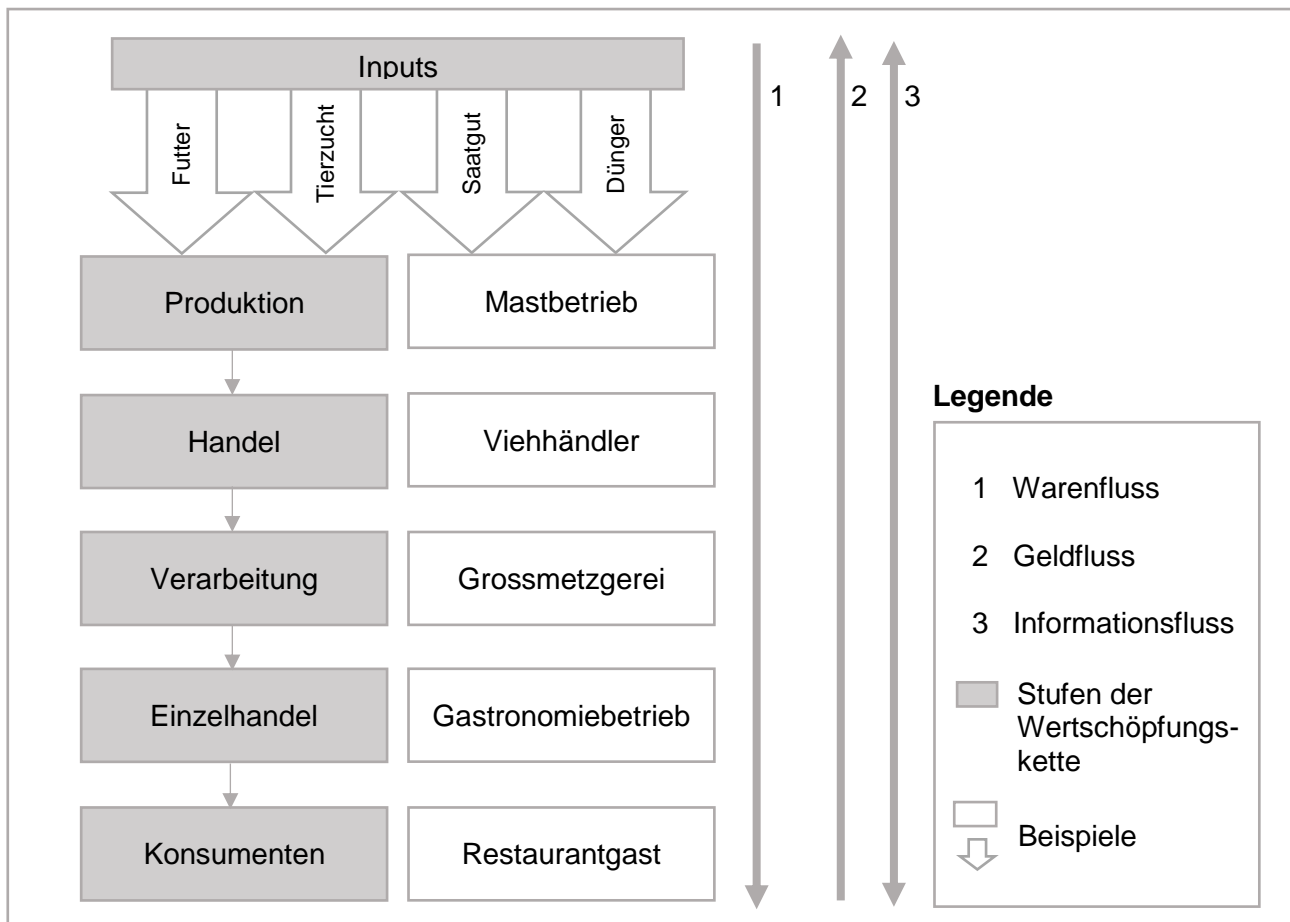 Inputs
Futter
Tierzucht
Saatgut
Dünger
1
2
3
Produktion
Mastbetrieb
Handel
Viehhändler
Verarbeitung
Grossmetzgerei
Einzelhandel
Gastronomiebetrieb
Konsumenten
Restaurantgast
Legende
1 Warenfluss
2 Geldfluss
3 Informationsfluss
Stufen der
Wertschöpfungs-
kette
Beispiele